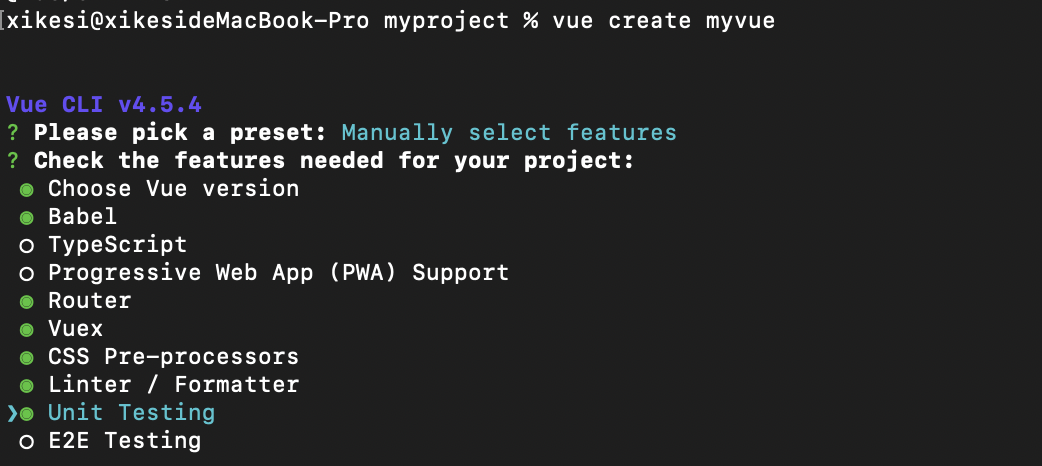 [xikesi@xikesideMacBook-Pro myproject % vue create myvue
Vue CLI v4.5.4
? Please pick a preset: Manually select features
? Check the features needed for your project:
◉ Choose Vue version
◉ Babel
◯ TypeScript
◯ Progressive Web App (PWA) Support
◉ Router
◉ Vuex
◉ CSS Pre-processors
◉ Linter / Formatter
❯◉ Unit Testing
◯ E2E Testing